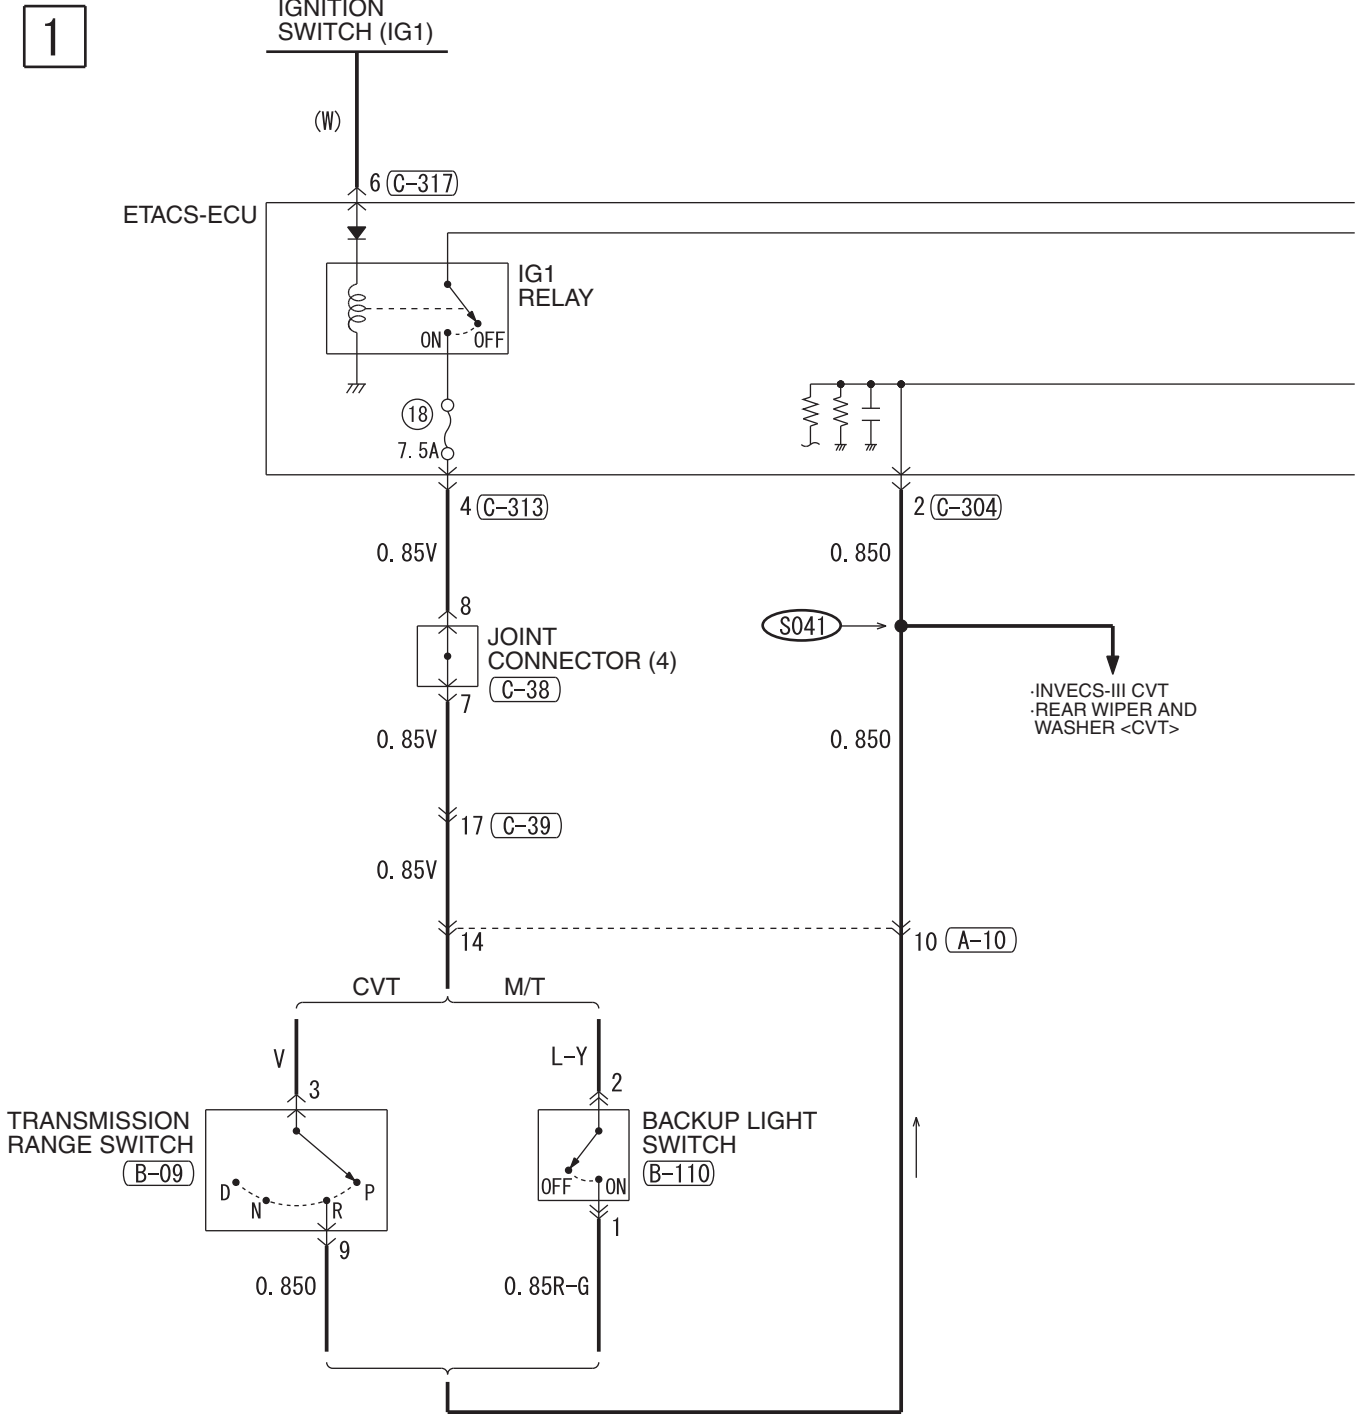 1
IGNITION
SWITCH (IG1)
(W)
6 C-317
ETACS-ECU
IG1
RELAY
ON OFF
18
7. 5A
4 C-313
2 C-304
0. 85V
0. 85O
8
S041
JOINT
CONNECTOR (4)
C-38
7
·INVECS-III CVT
·REAR WIPER AND
WASHER <CVT>
0. 85V
0. 85O
17 C-39
0. 85V
14
10 A-10
CVT M/T
V
L-Y
3
2
TRANSMISSION
RANGE SWITCH
B-09
BACKUP LIGHT
SWITCH
B-110
D N R P
OFF ON
9
1
0. 85O
0. 85R-G